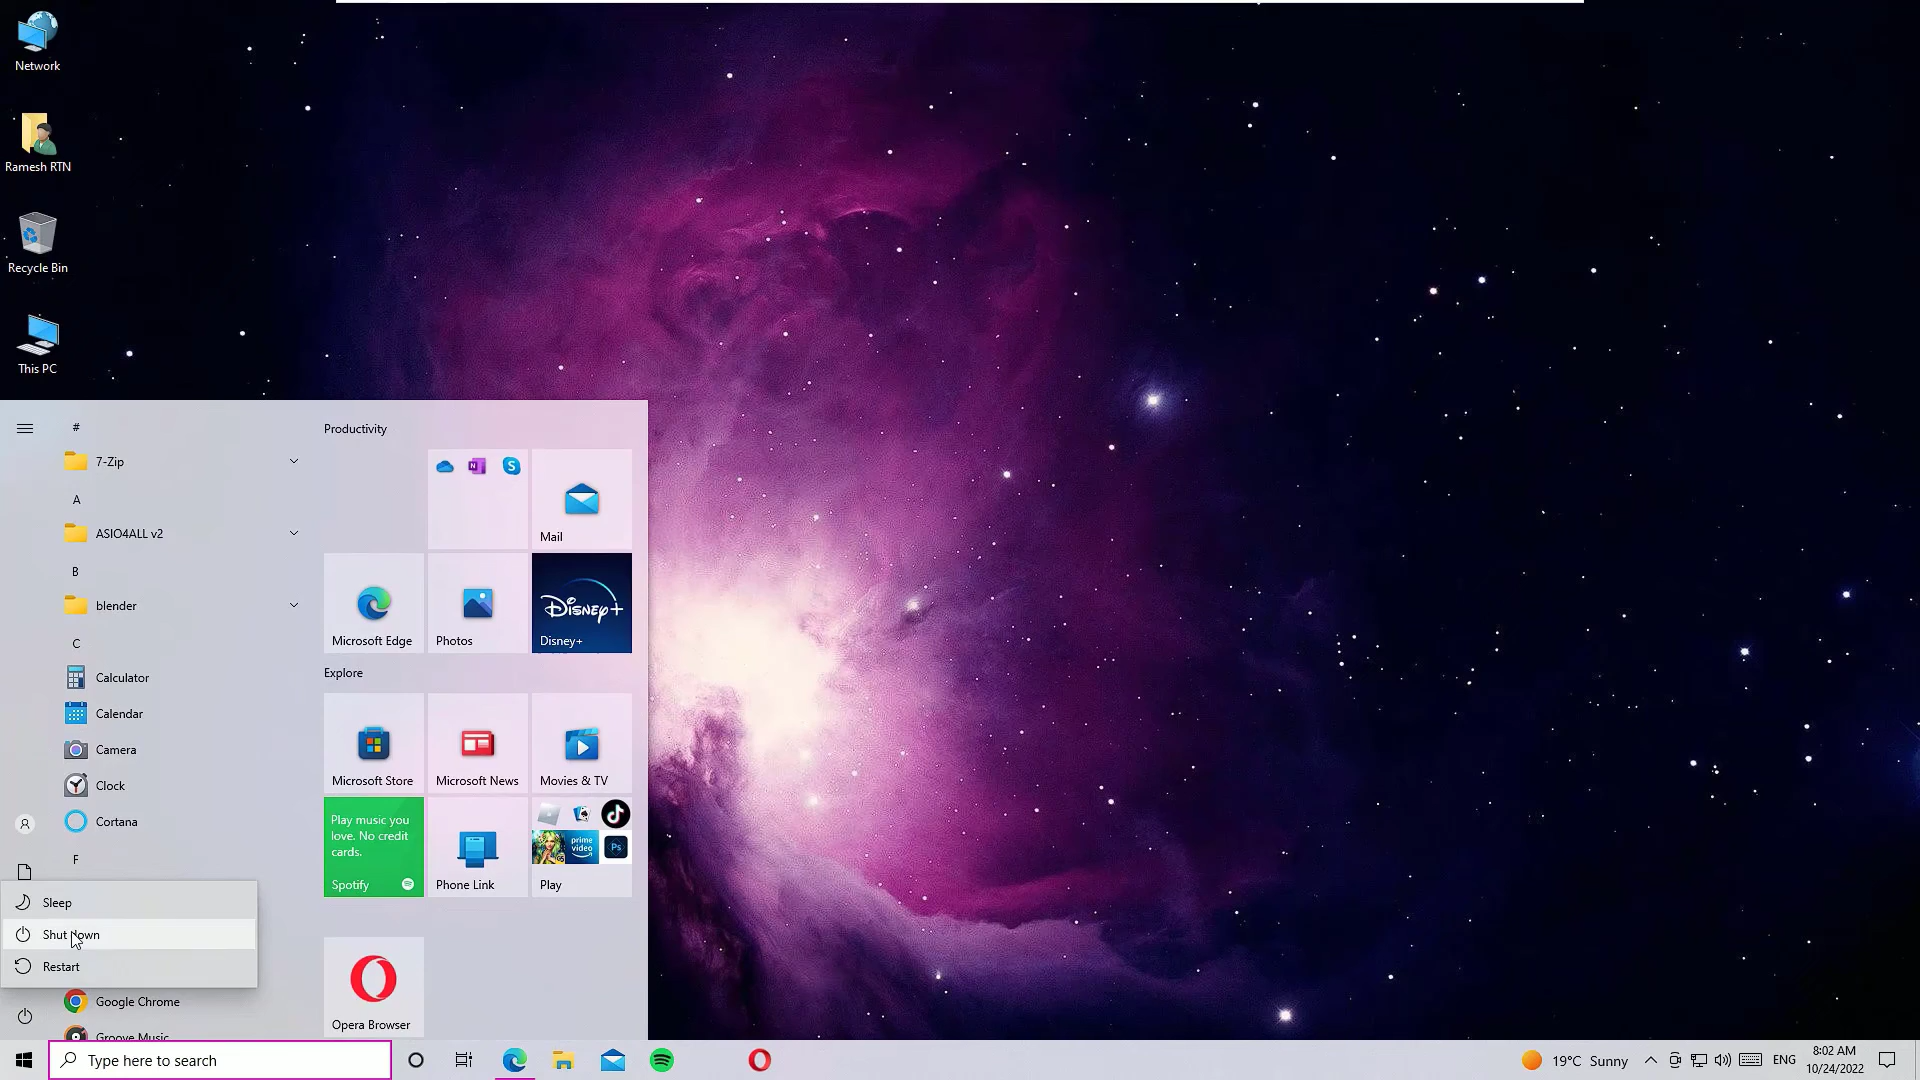 Network
Ramesh RTN
Recycle Bin
This PC
#
7-Zip
A
ASIO4ALL v2
B
blender
C
Calculator
Calendar
Camera
Clock
Cortana
F
Sleep
Shut down
Restart
Google Chrome
Groove Music
Productivity
Mail
Microsoft Edge
Photos
Disney+
Disney+
Explore
Microsoft Store
Microsoft News
Movies & TV
Play music you
love. No credit
cards.
Spotify
Phone Link
prime
video
Ps
Play
Opera Browser
Type here to search
19°C Sunny
ENG
8:02 AM
10/24/2022